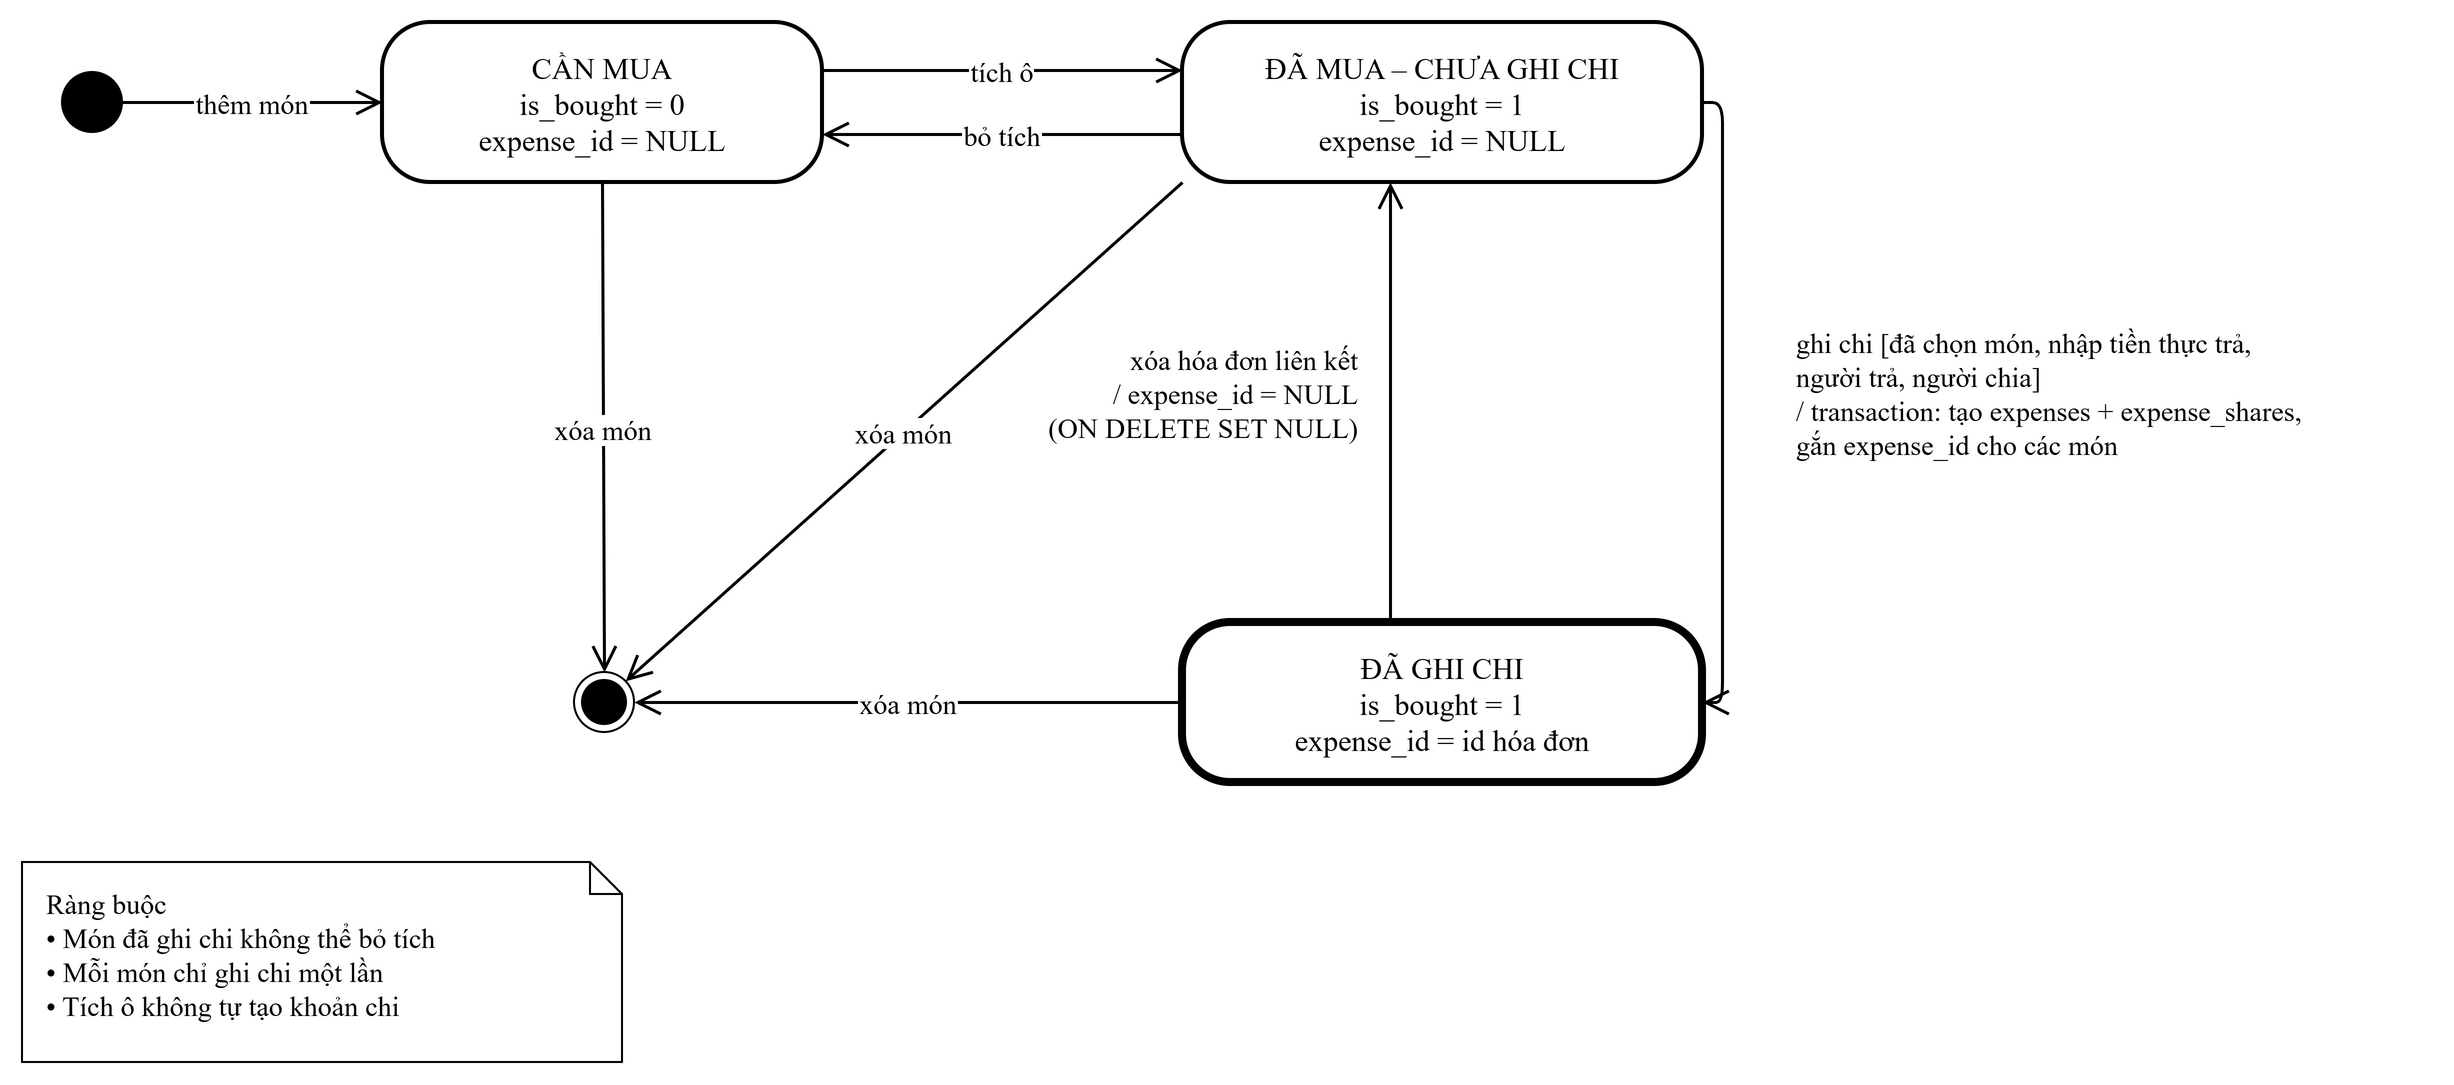 thêm món
CẦN MUA
is_bought = 0
expense_id = NULL
tích ô
bỏ tích
ĐÃ MUA – CHƯA GHI CHI
is_bought = 1
expense_id = NULL
xóa món
xóa món
xóa hóa đơn liên kết
/ expense_id = NULL
(ON DELETE SET NULL)
ghi chi [đã chọn món, nhập tiền thực trả,
người trả, người chia]
/ transaction: tạo expenses + expense_shares,
gắn expense_id cho các món
xóa món
ĐÃ GHI CHI
is_bought = 1
expense_id = id hóa đơn
Ràng buộc
• Món đã ghi chi không thể bỏ tích
• Mỗi món chỉ ghi chi một lần
• Tích ô không tự tạo khoản chi